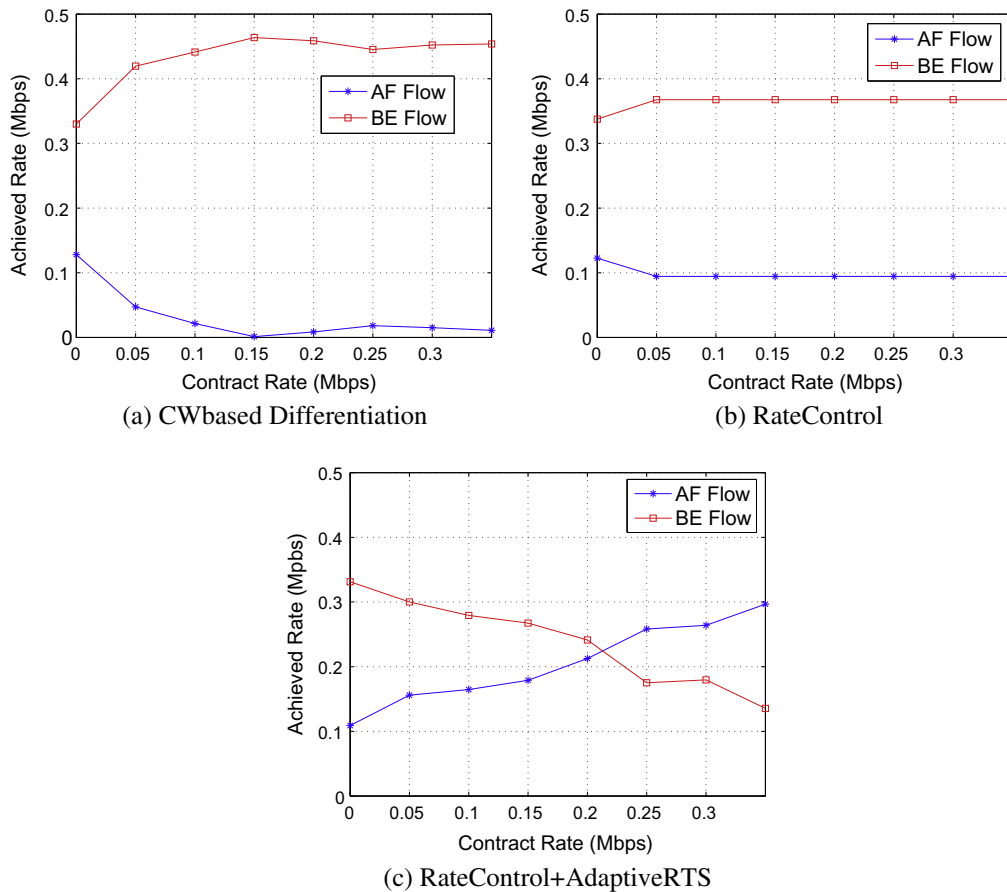 0.5
0.4
0.3
0.2
0.1
0
Achieved Rate (Mbps)
AF Flow
BE Flow
0 0.05 0.1 0.15 0.2 0.25 0.3
Contract Rate (Mbps)
(a) CWbased Differentiation
0.5
0.4
0.3
0.2
0.1
0
Achieved Rate (Mbps)
AF Flow
BE Flow
0 0.05 0.1 0.15 0.2 0.25 0.3
Contract Rate (Mbps)
(b) RateControl
0.5
0.4
0.3
0.2
0.1
0
Achieved Rate (Mpbs)
AF Flow
BE Flow
0 0.05 0.1 0.15 0.2 0.25 0.3
Contract Rate (Mbps)
(c) RateControl+AdaptiveRTS